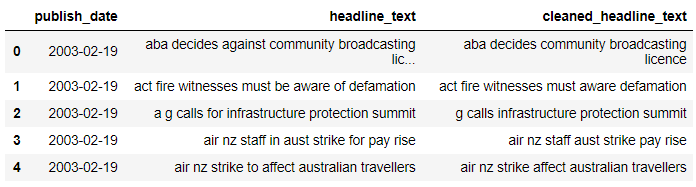 publish_date headline_text cleaned_headline_text
0 2003-02-19 aba decides against community broadcasting lic... aba decides community broadcasting licence
1 2003-02-19 act fire witnesses must be aware of defamation act fire witnesses must aware defamation
2 2003-02-19 a g calls for infrastructure protection summit g calls infrastructure protection summit
3 2003-02-19 air nz staff in aust strike for pay rise air nz staff aust strike pay rise
4 2003-02-19 air nz strike to affect australian travellers air nz strike affect australian travellers